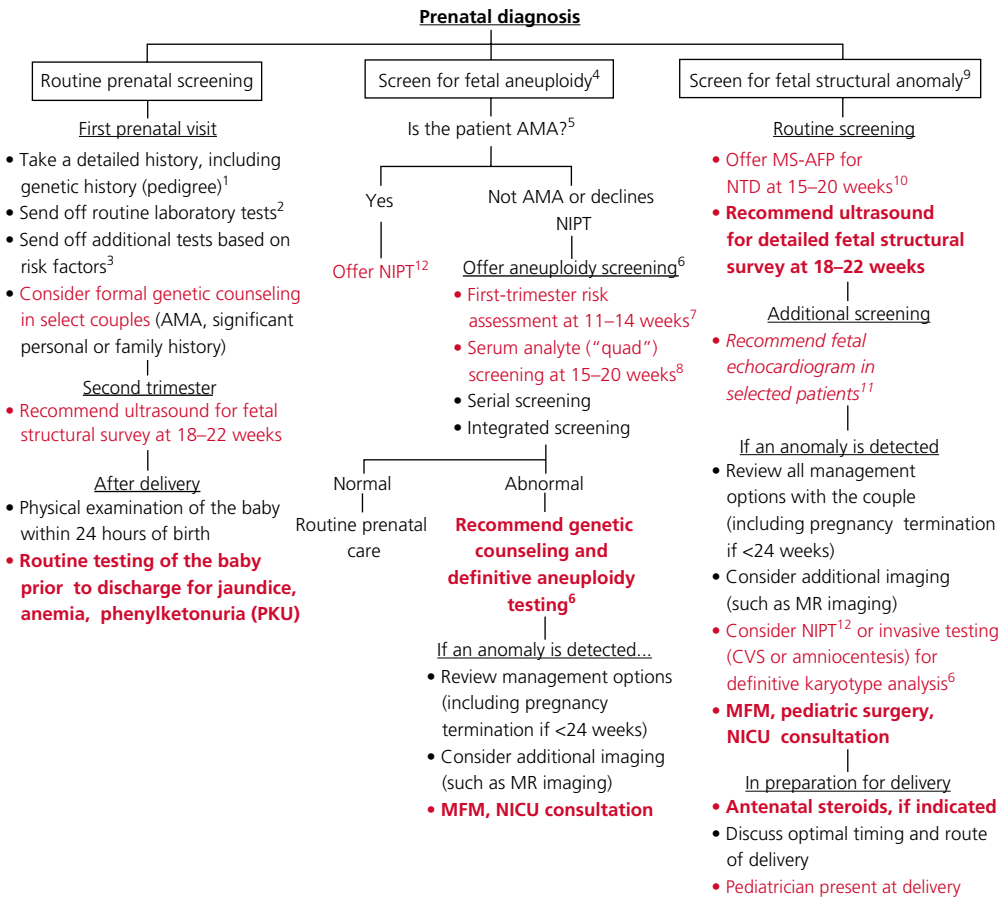 Prenatal diagnosis
Routine prenatal screening
First prenatal visit
• Take a detailed history, including
genetic history (pedigree)1
• Send off routine laboratory tests2
• Send off additional tests based on
risk factors3
• Consider formal genetic counseling
in select couples (AMA, significant
personal or family history)
Second trimester
• Recommend ultrasound for fetal
structural survey at 18–22 weeks
After delivery
• Physical examination of the baby
within 24 hours of birth
• Routine testing of the baby
prior to discharge for jaundice,
anemia, phenylketonuria (PKU)
Screen for fetal aneuploidy4
Is the patient AMA?5
Yes
Offer NIPT12
Not AMA or declines
NIPT
Offer aneuploidy screening6
• First-trimester risk
assessment at 11–14 weeks7
• Serum analyte (“quad”)
screening at 15–20 weeks8
• Serial screening
• Integrated screening
Normal
Routine prenatal
care
Abnormal
Recommend genetic
counseling and
definitive aneuploidy
testing6
If an anomaly is detected...
• Review management options
(including pregnancy
termination if <24 weeks)
• Consider additional imaging
(such as MR imaging)
• MFM, NICU consultation
Screen for fetal structural anomaly9
Routine screening
• Offer MS-AFP for
NTD at 15–20 weeks10
• Recommend ultrasound
for detailed fetal structural
survey at 18–22 weeks
Additional screening
• Recommend fetal
echocardiogram in
selected patients11
If an anomaly is detected
• Review all management
options with the couple
(including pregnancy termination
if <24 weeks)
• Consider additional imaging
(such as MR imaging)
• Consider NIPT12 or invasive testing
(CVS or amniocentesis) for
definitive karyotype analysis6
• MFM, pediatric surgery,
NICU consultation
In preparation for delivery
• Antenatal steroids, if indicated
• Discuss optimal timing and route
of delivery
• Pediatrician present at delivery